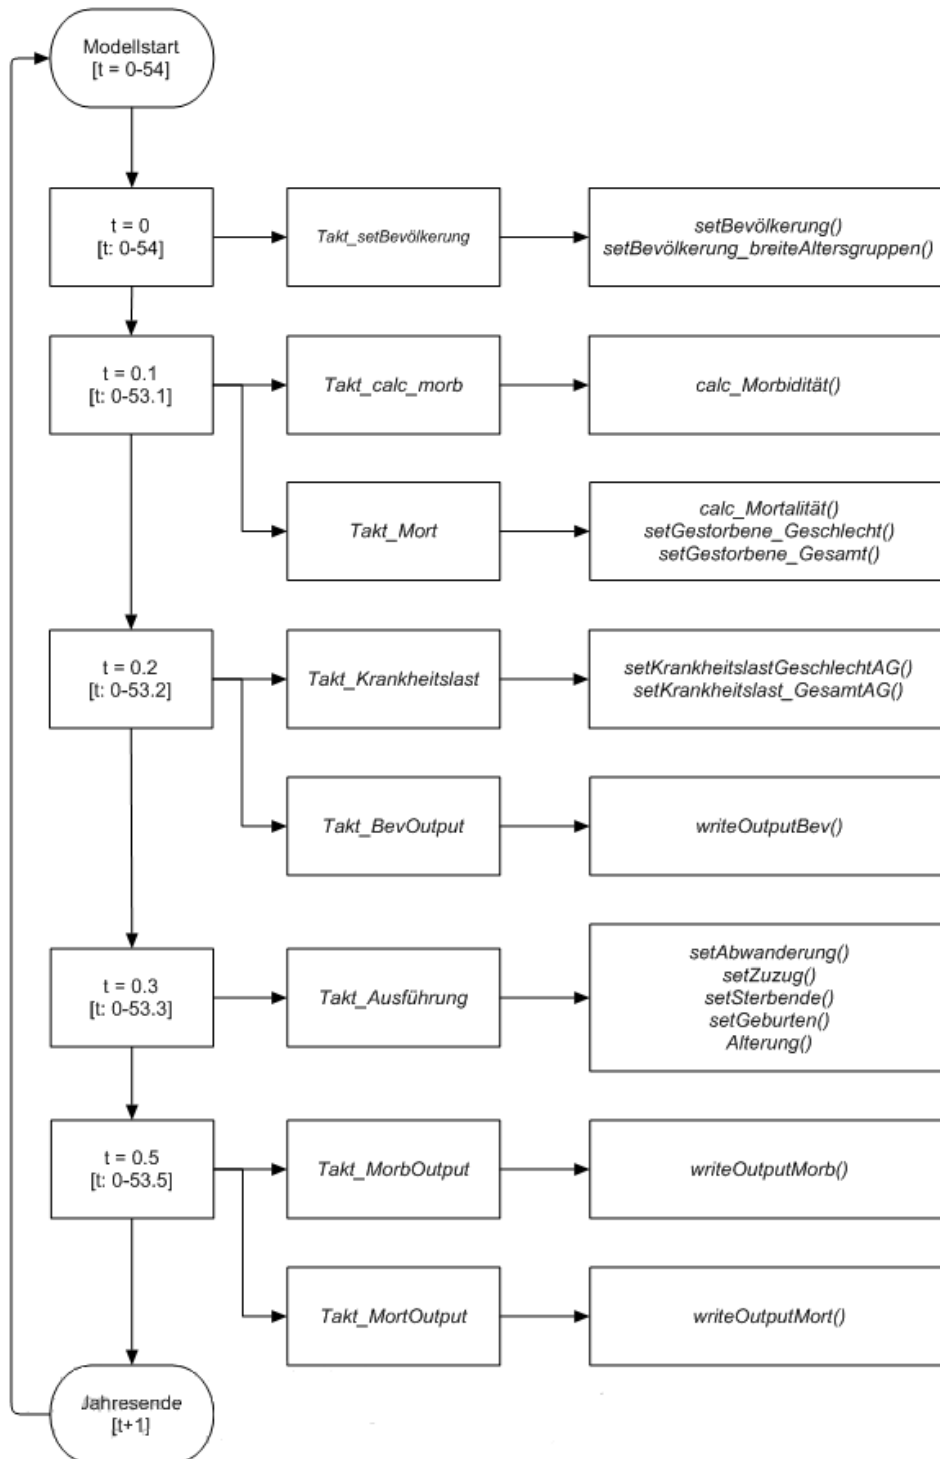 Modellstart
[t = 0-54]
t = 0
[t: 0-54]
Takt_setBevölkerung
setBevölkerung()
setBevölkerung_breiteAltersgruppen()
t = 0.1
[t: 0-53.1]
Takt_calc_morb
calc_Morbidität()
Takt_Mort
calc_Mortalität()
setGestorbene_Geschlecht()
setGestorbene_Gesamt()
t = 0.2
[t: 0-53.2]
Takt_Krankheitslast
setKrankheitslastGeschlechtAG()
setKrankheitslast_GesamtAG()
Takt_BevOutput
writeOutputBev()
t = 0.3
[t: 0-53.3]
Takt_Ausführung
setAbwanderung()
setZuzug()
setSterbende()
setGeburten()
Alterung()
t = 0.5
[t: 0-53.5]
Takt_MorbOutput
writeOutputMorb()
Takt_MortOutput
writeOutputMort()
Jahresende
[t+1]